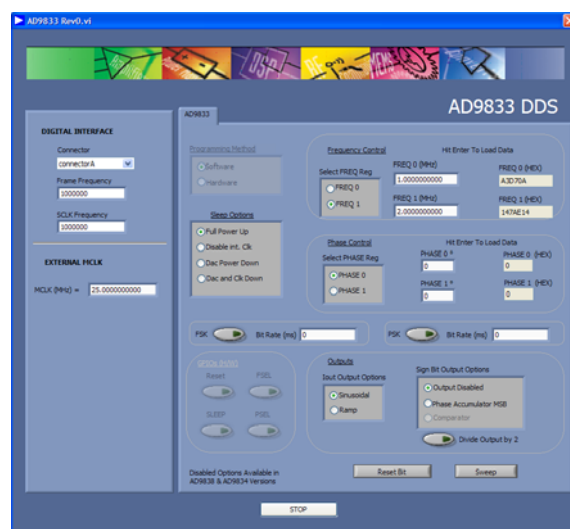 AD9833 Rev0.vi
DSP
RF
MEMS
AD9833 DDS
AD9833
DIGITAL INTERFACE
Connector
connectorA
Frame Frequency
1000000
SCLK Frequency
1000000
EXTERNAL MCLK
MCLK (MHz) = 25.0000000000
Programming Method
Software
Hardware
Sleep Options
Full Power Up
Disable int. Clk
Dac Power Down
Dac and Clk Down
Frequency Control
Hit Enter To Load Data
Select FREQ Reg
FREQ 0
FREQ 1
FREQ 0 (MHz)
1.0000000000
FREQ 0 (HEX)
A3D70A
FREQ 1 (MHz)
2.0000000000
FREQ 1 (HEX)
147AE14
Phase Control
Hit Enter To Load Data
Select PHASE Reg
PHASE 0
PHASE 1
PHASE 0 °
0
PHASE 0 (HEX)
0
PHASE 1 °
0
PHASE 1 (HEX)
0
FSK
Bit Rate (ms) 0
PSK
Bit Rate (ms) 0
Reset
FSEL
SLEEP
PSEL
Outputs
Iout Output Options
Sinusoidal
Ramp
Sign Bit Output Options
Output Disabled
Phase Accumulator MSB
Comparator
Divide Output by 2
Disabled Options Available in
AD9838 & AD9834 Versions
Reset Bit
Sweep
STOP